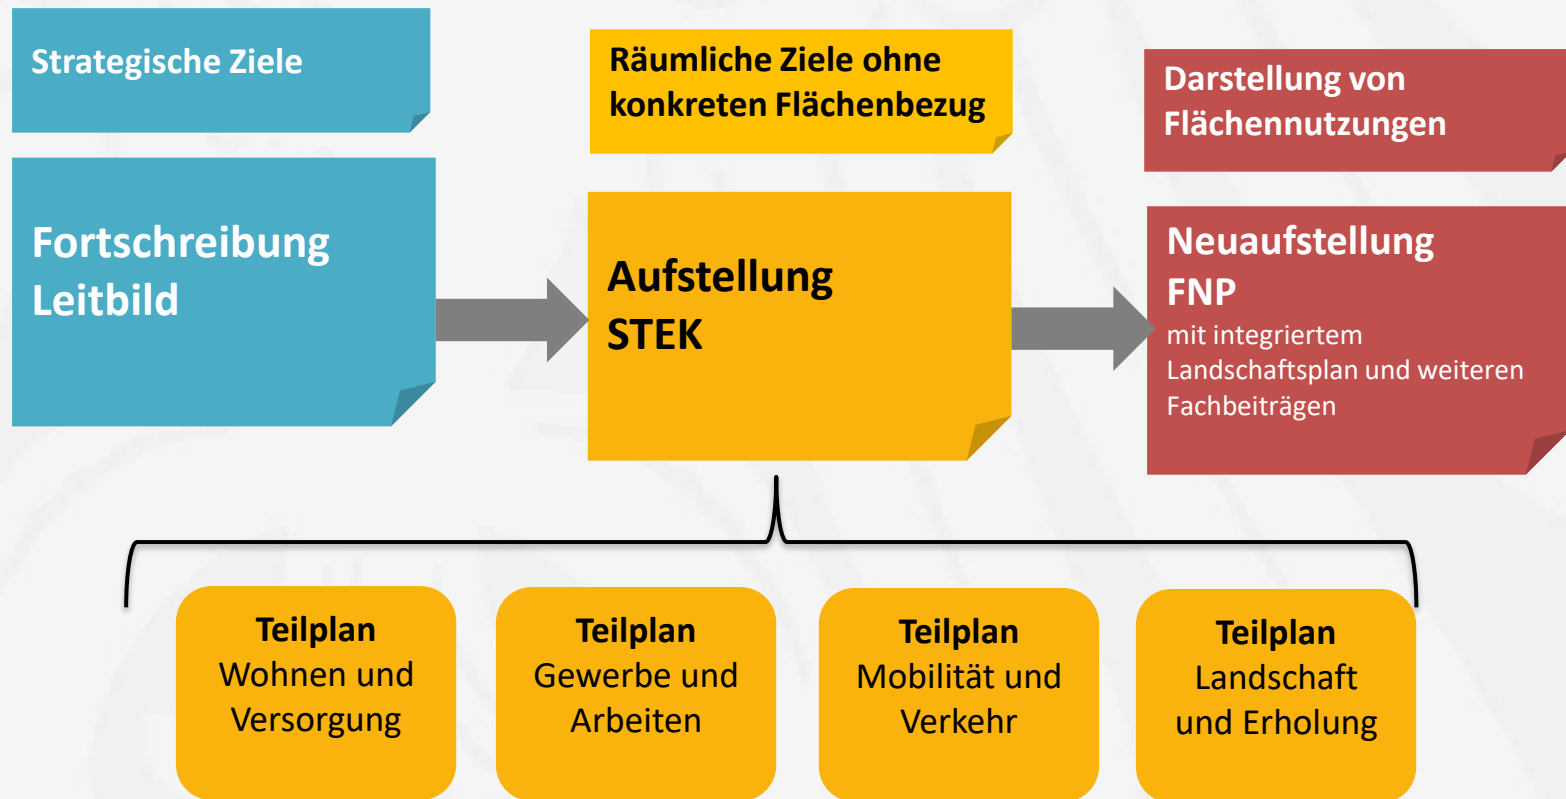 Strategische Ziele
Räumliche Ziele ohne
konkreten Flächenbezug
Darstellung von
Flächennutzungen
Fortschreibung
Leitbild
Aufstellung
STEK
Neuaufstellung
FNP
mit integriertem
Landschaftsplan und weiteren
Fachbeiträgen
Teilplan
Wohnen und
Versorgung
Teilplan
Gewerbe und
Arbeiten
Teilplan
Mobilität und
Verkehr
Teilplan
Landschaft
und Erholung